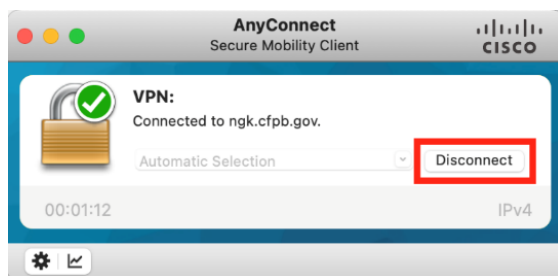 AnyConnect
Secure Mobility Client
CISCO
VPN:
Connected to ngk.cfpb.gov.
Automatic Selection
Disconnect
00:01:12
IPv4